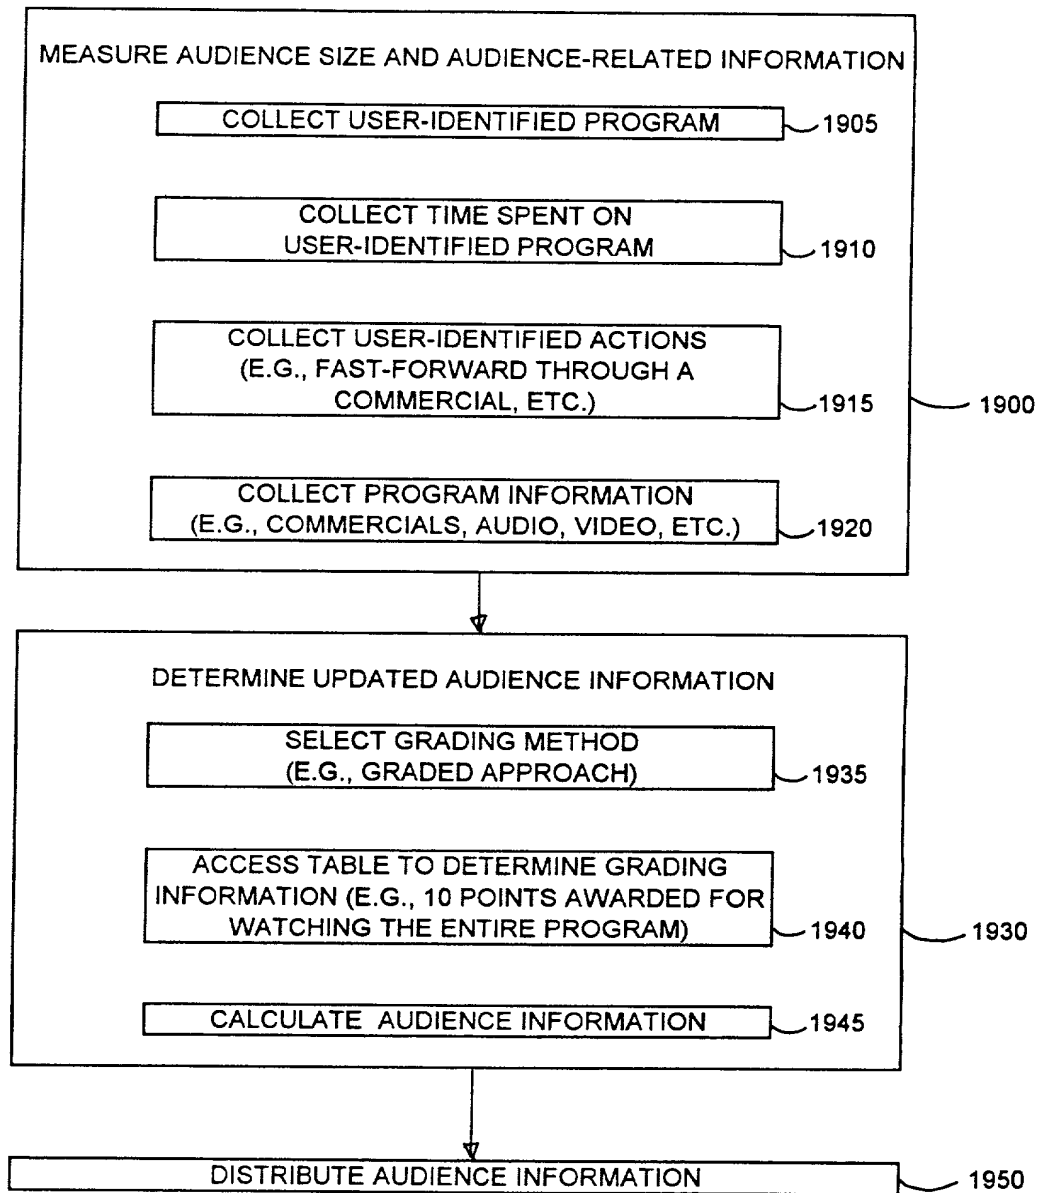 MEASURE AUDIENCE SIZE AND AUDIENCE-RELATED INFORMATION
COLLECT USER-IDENTIFIED PROGRAM
1905
COLLECT TIME SPENT ON
USER-IDENTIFIED PROGRAM
1910
COLLECT USER-IDENTIFIED ACTIONS
(E.G., FAST-FORWARD THROUGH A
COMMERCIAL, ETC.)
1915
1900
COLLECT PROGRAM INFORMATION
(E.G., COMMERCIALS, AUDIO, VIDEO, ETC.)
1920
DETERMINE UPDATED AUDIENCE INFORMATION
SELECT GRADING METHOD
(E.G., GRADED APPROACH)
1935
ACCESS TABLE TO DETERMINE GRADING
INFORMATION (E.G., 10 POINTS AWARDED FOR
WATCHING THE ENTIRE PROGRAM)
1940
1930
CALCULATE AUDIENCE INFORMATION
1945
DISTRIBUTE AUDIENCE INFORMATION
1950